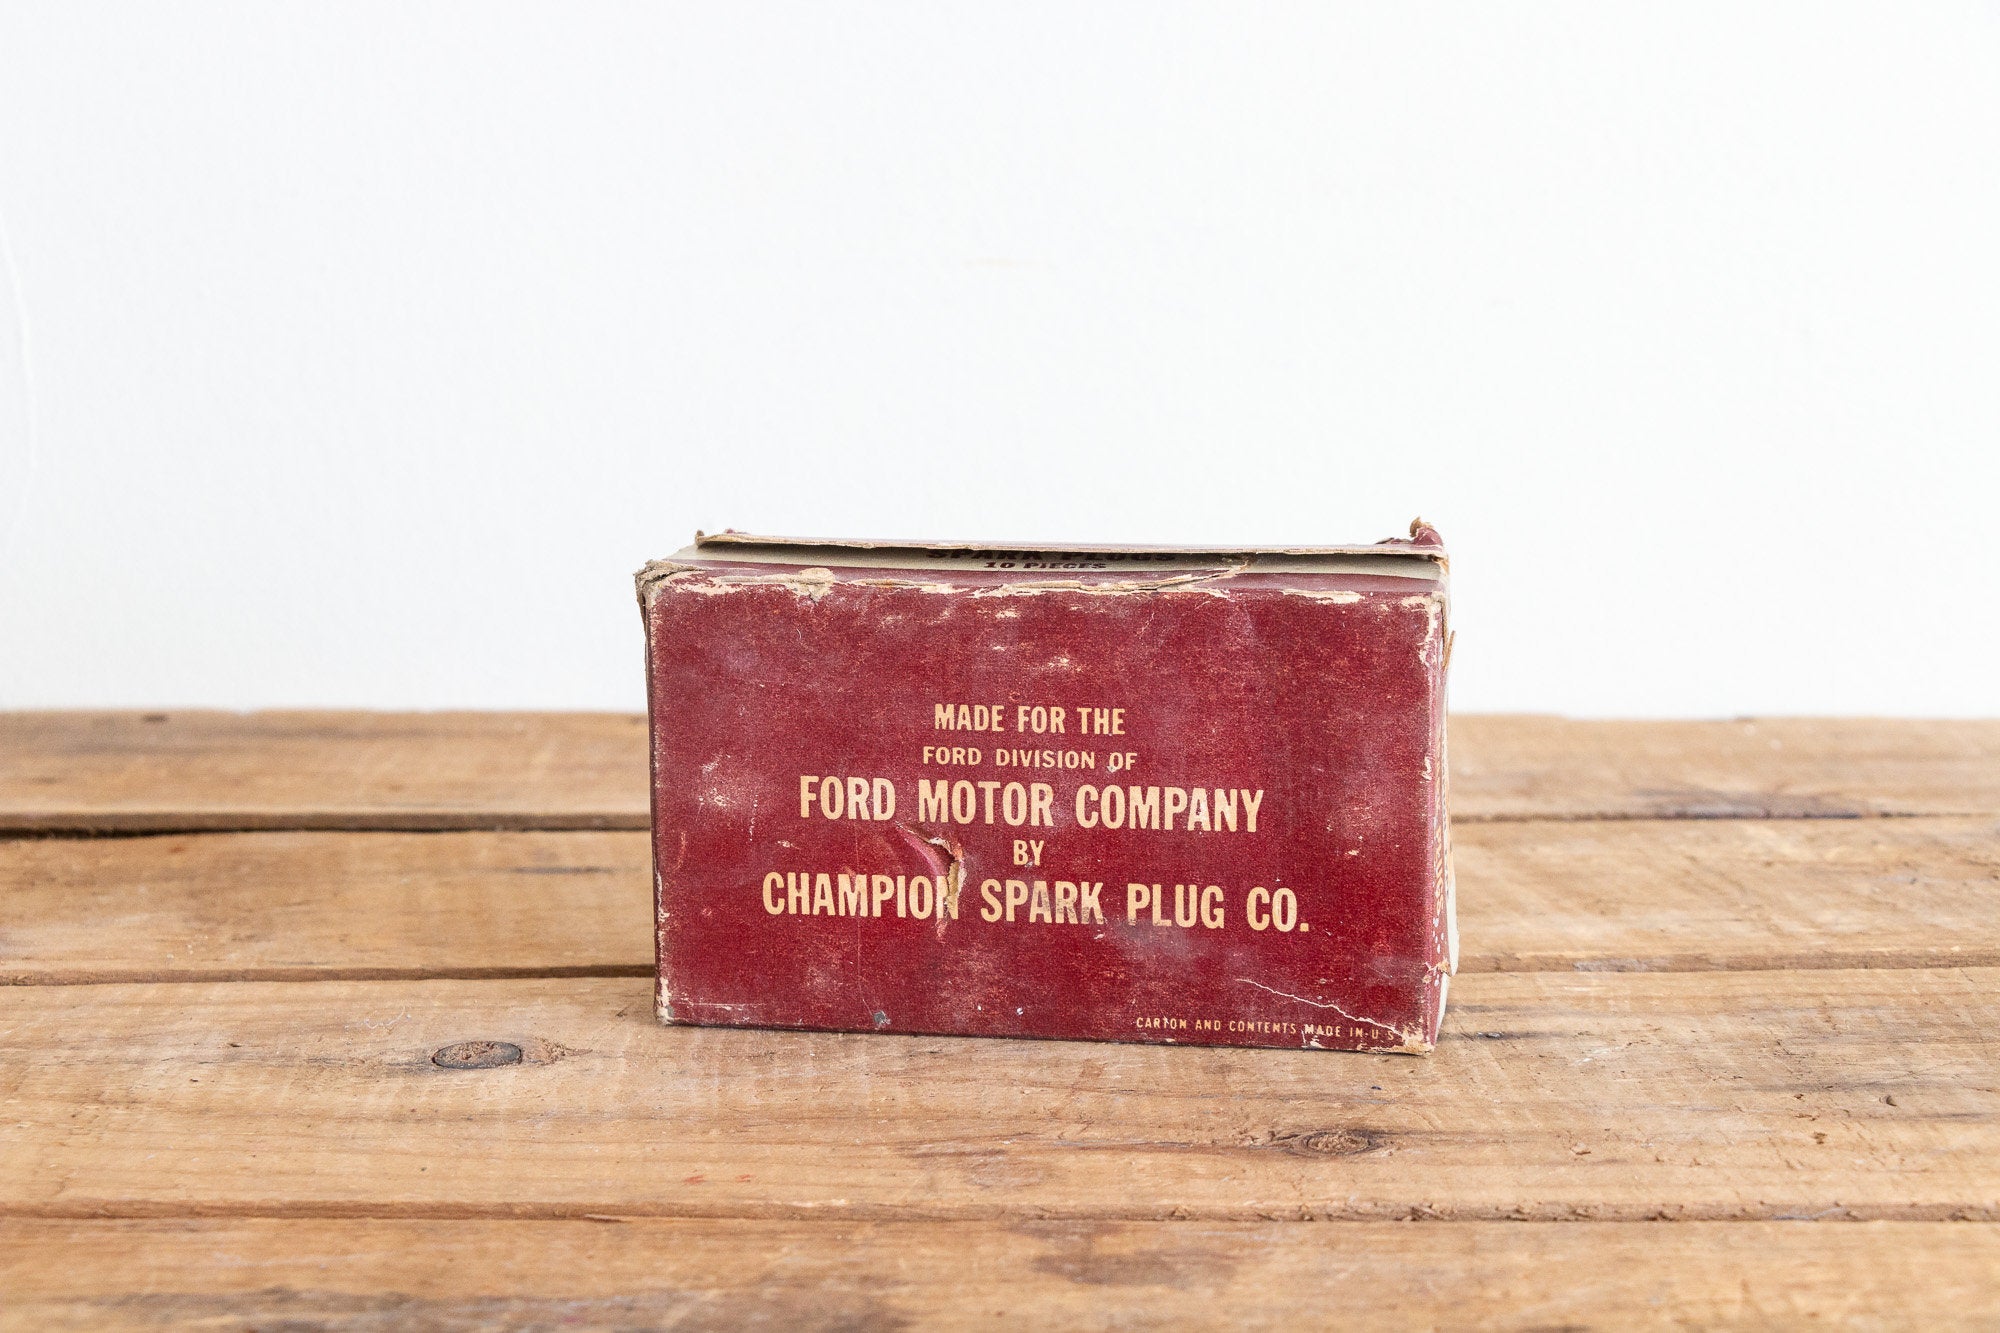 SPARK PLUGS
10 PIECES
MADE FOR THE
FORD DIVISION OF
FORD MOTOR COMPANY
BY
CHAMPION SPARK PLUG CO.
CARTON AND CONTENTS MADE IN U.S.